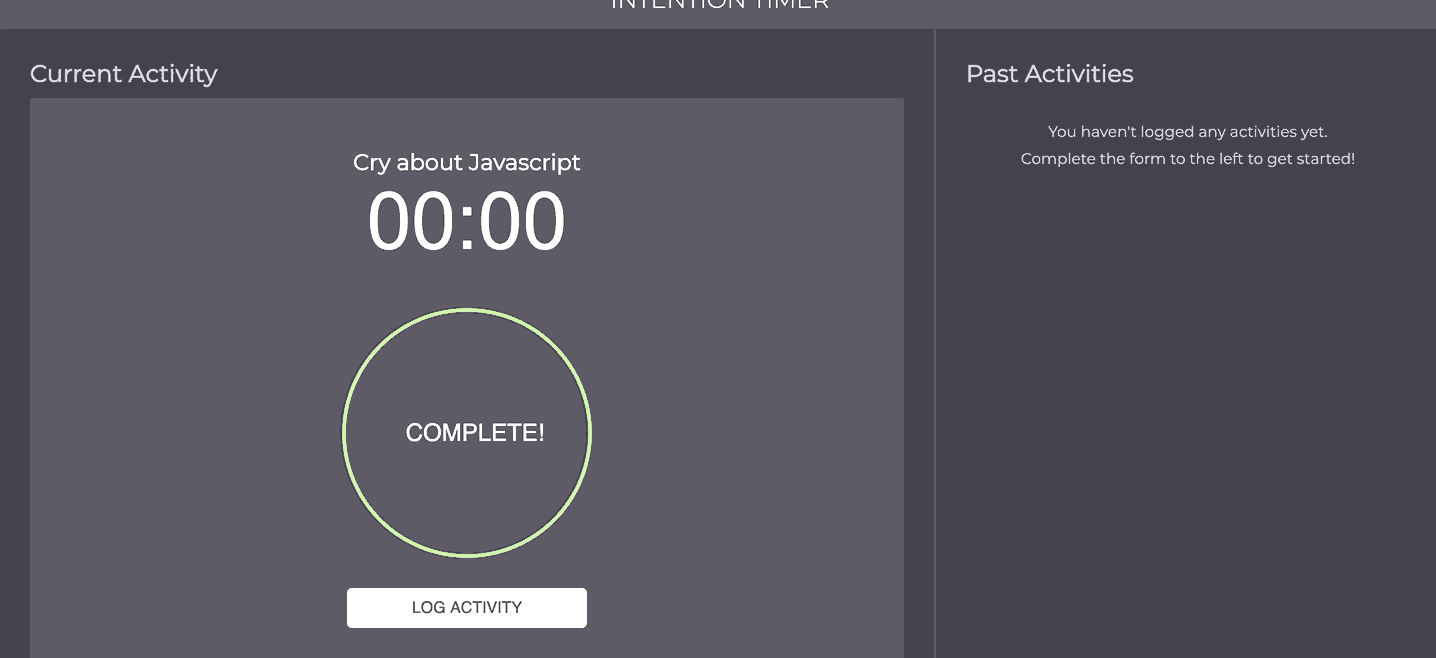 INTENTION TIMER
Current Activity
Cry about Javascript
00:00
COMPLETE!
LOG ACTIVITY
Past Activities
You haven't logged any activities yet.
Complete the form to the left to get started!